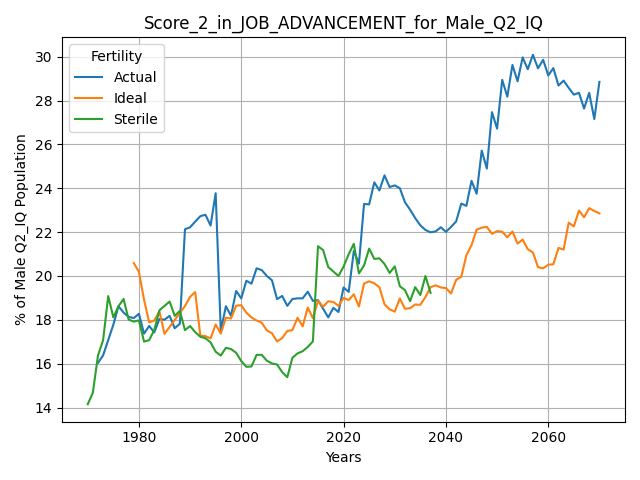 Score_2_in_JOB_ADVANCEMENT_for_Male_Q2_IQ
Fertility
Actual
Ideal
Sterile
% of Male Q2_IQ Population
30
28
26
24
22
20
18
16
14
1980 2000 2020 2040 2060
Years